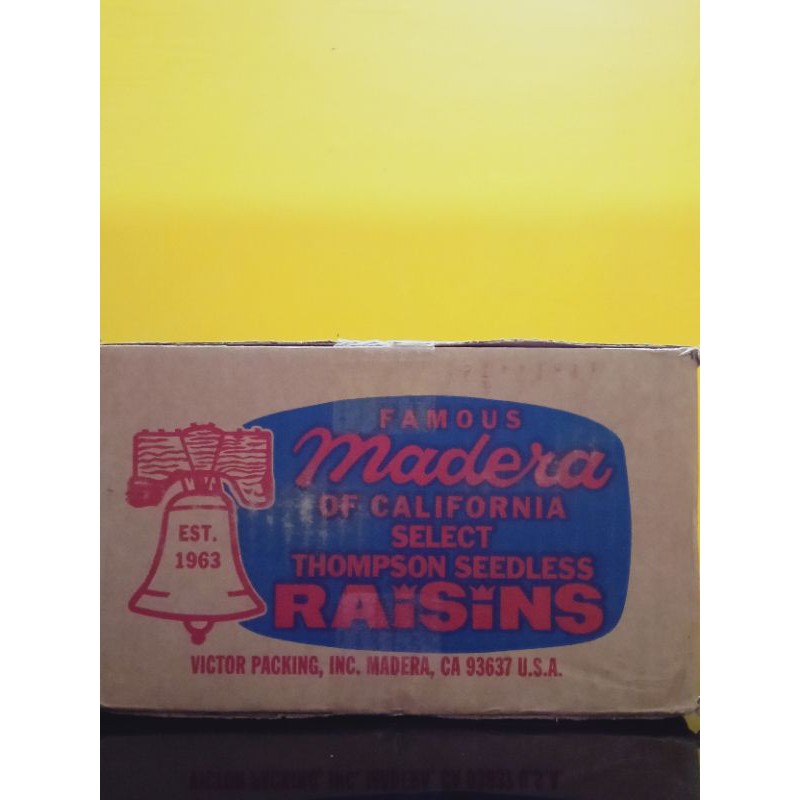 FAMOUS
Madera
OF CALIFORNIA
SELECT
THOMPSON SEEDLESS
RAiSiNS
EST.
1963
VICTOR PACKING, INC. MADERA, CA 93637 U.S.A.